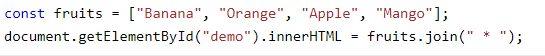 const fruits = ["Banana", "Orange", "Apple", "Mango"];
document.getElementById("demo").innerHTML = fruits.join(" * ");